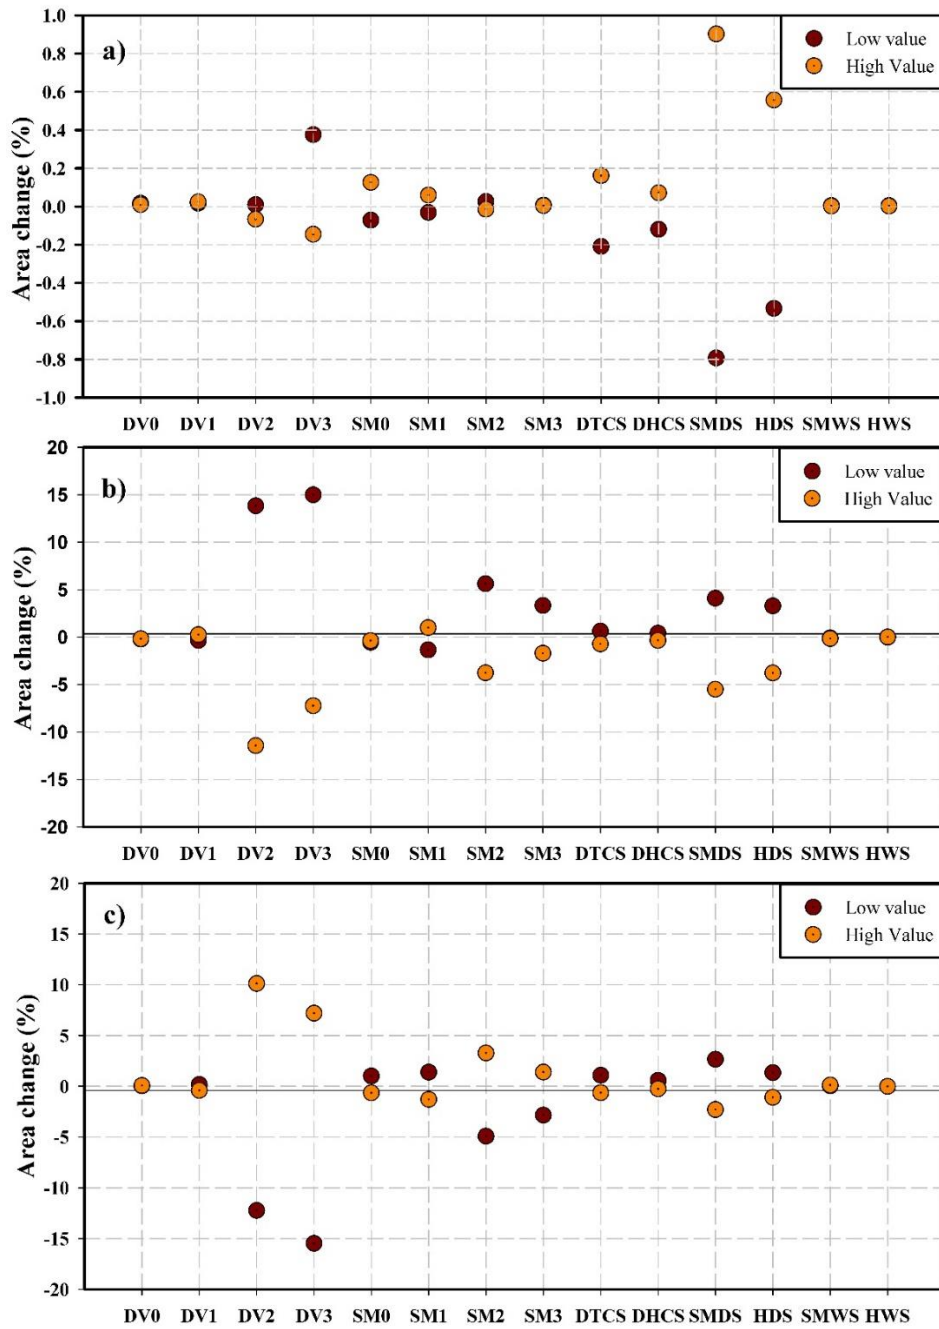 a)
Low value
High Value
Area change (%)
1.0
0.8
0.6
0.4
0.2
0.0
-0.2
-0.4
-0.6
-0.8
-1.0
DV0 DV1 DV2 DV3 SM0 SM1 SM2 SM3 DTCS DHCS SMDS HDS SMWS HWS
b)
Low value
High Value
Area change (%)
20
15
10
5
0
-5
-10
-15
-20
DV0 DV1 DV2 DV3 SM0 SM1 SM2 SM3 DTCS DHCS SMDS HDS SMWS HWS
c)
Low value
High Value
Area change (%)
20
15
10
5
0
-5
-10
-15
-20
DV0 DV1 DV2 DV3 SM0 SM1 SM2 SM3 DTCS DHCS SMDS HDS SMWS HWS